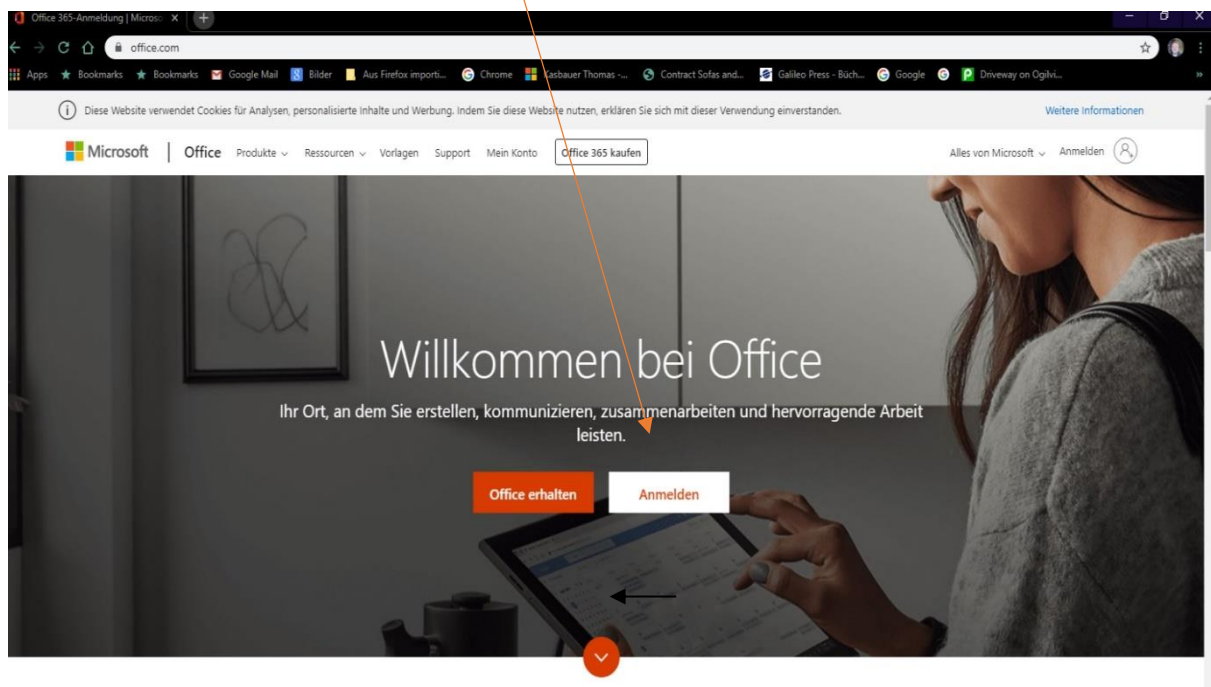 Office 365-Anmeldung | Microso
office.com
Apps Bookmarks Bookmarks Google Mail Bilder Aus Firefox importi... Chrome Kasbauer Thomas -... Contract Sofas and... Galileo Press - Büch... Google Driveway on Ogilvi...
Diese Website verwendet Cookies für Analysen, personalisierte Inhalte und Werbung. Indem Sie diese Website nutzen, erklären Sie sich mit dieser Verwendung einverstanden. Weitere Informationen
Microsoft | Office Produkte Ressourcen Vorlagen Support Mein Konto Office 365 kaufen Alles von Microsoft Anmelden
Willkommen bei Office
Ihr Ort, an dem Sie erstellen, kommunizieren, zusammenarbeiten und hervorragende Arbeit
leisten.
Office erhalten Anmelden